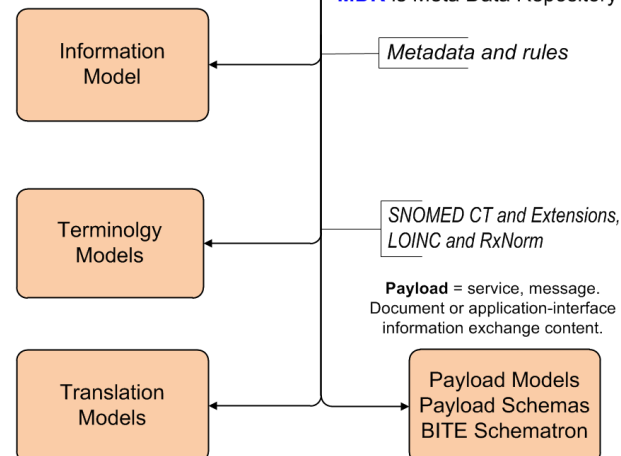 MDR is Meta Data Repository
Information
Model
Metadata and rules
Terminolgy
Models
SNOMED CT and Extensions,
LOINC and RxNorm
Payload = service, message.
Document or application-interface
information exchange content.
Translation
Models
Payload Models
Payload Schemas
BITE Schematron